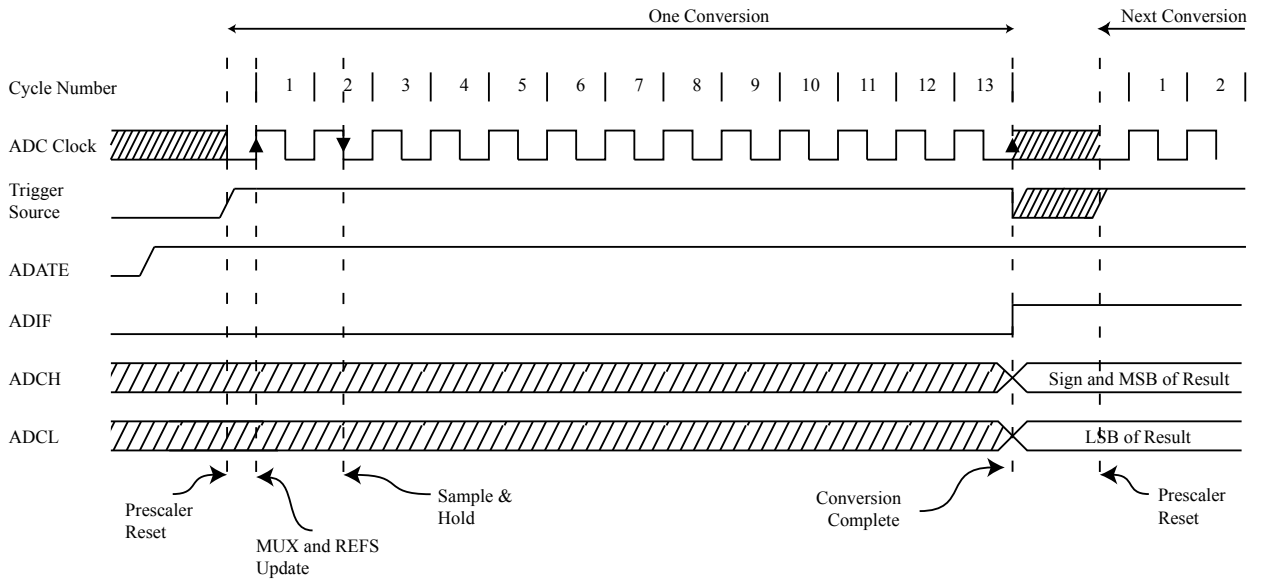 One Conversion
Next Conversion
Cycle Number
1 2 3 4 5 6 7 8 9 10 11 12 13 1 2
ADC Clock
Trigger
Source
ADATE
ADIF
ADCH
Sign and MSB of Result
ADCL
LSB of Result
Prescaler
Reset
MUX and REFS
Update
Sample &
Hold
Conversion
Complete
Prescaler
Reset